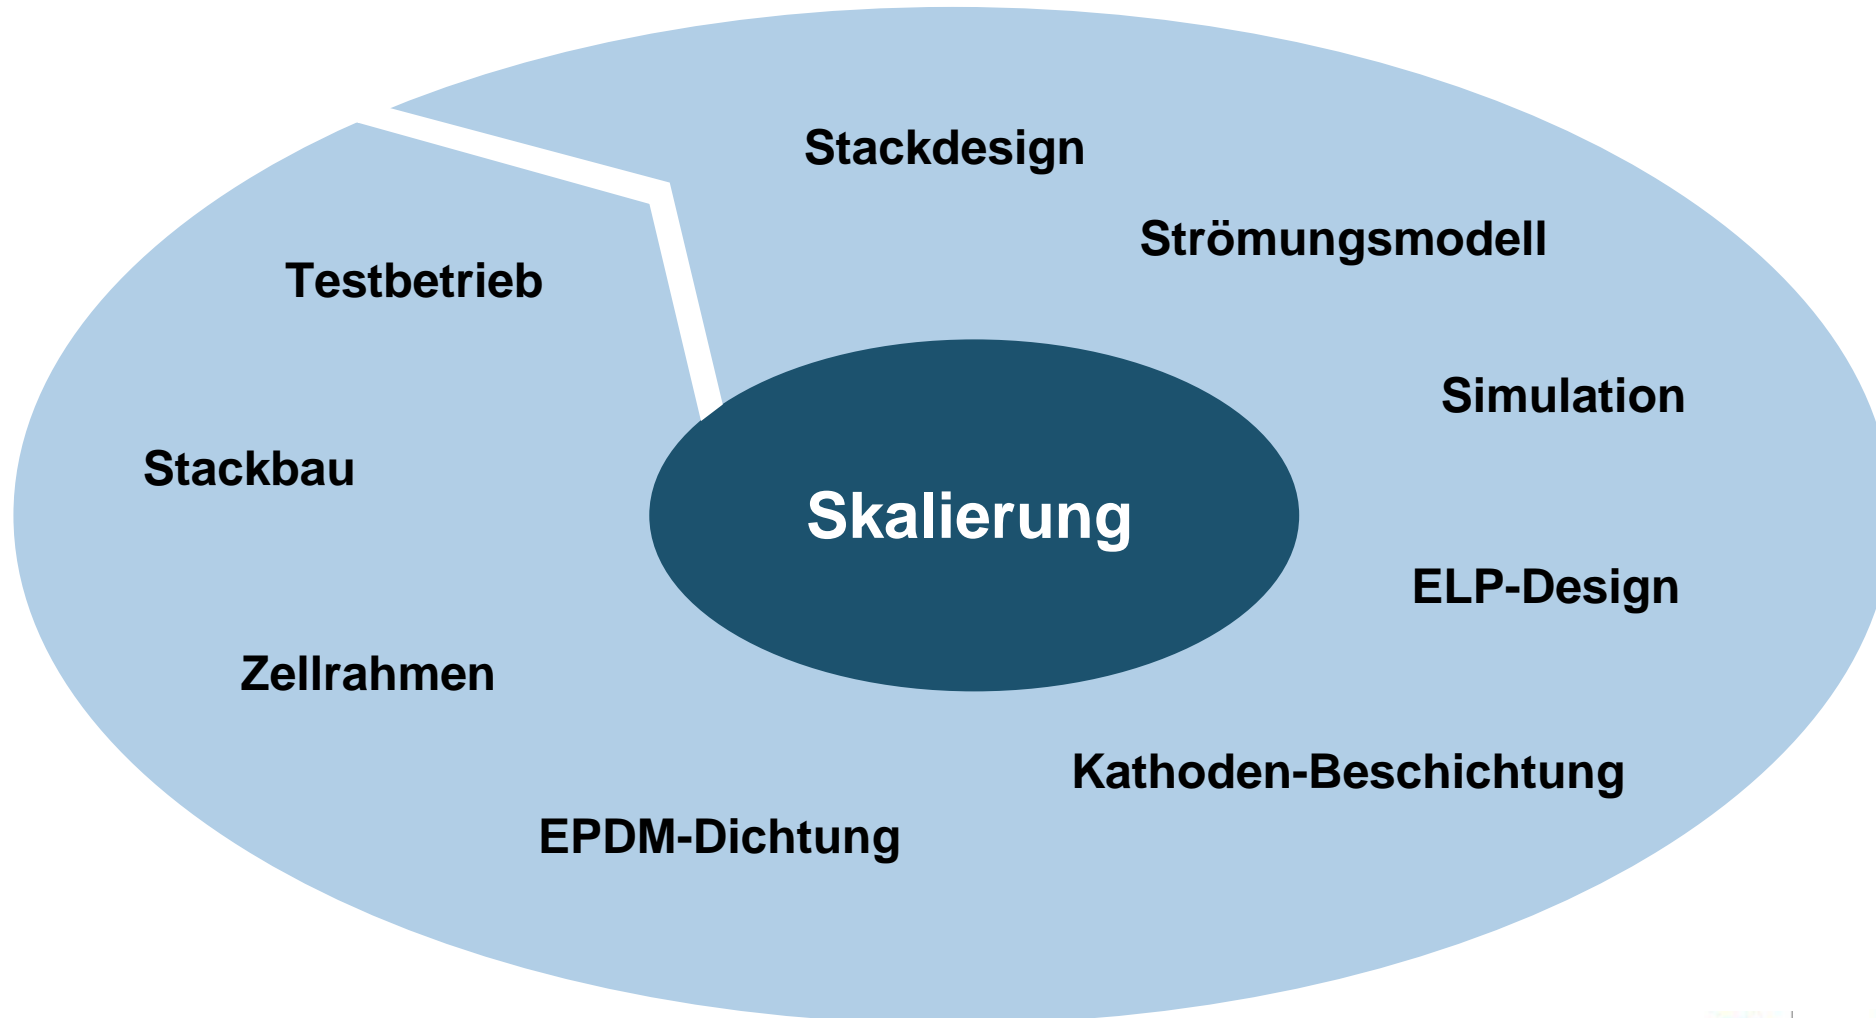 Stackdesign
Strömungsmodell
Testbetrieb
Simulation
Stackbau
Skalierung
ELP-Design
Zellrahmen
Kathoden-Beschichtung
EPDM-Dichtung